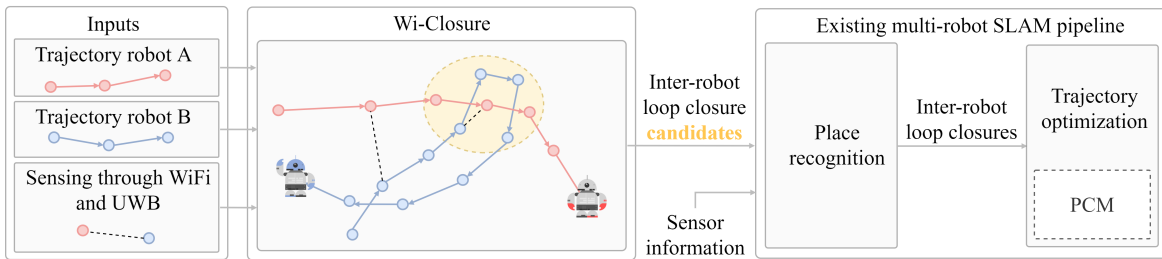 Inputs
Trajectory robot A
Trajectory robot B
Sensing through WiFi
and UWB
Wi-Closure
Inter-robot
loop closure
candidates
Sensor
information
Existing multi-robot SLAM pipeline
Place
recognition
Inter-robot
loop closures
Trajectory
optimization
PCM